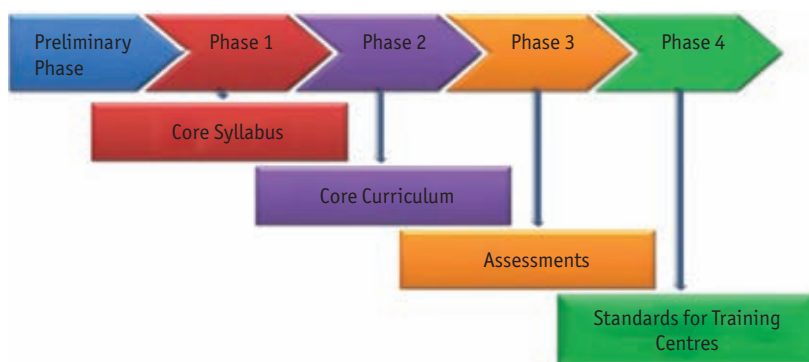 Preliminary
Phase
Phase 1
Phase 2
Phase 3
Phase 4
Core Syllabus
Core Curriculum
Assessments
Standards for Training
Centres